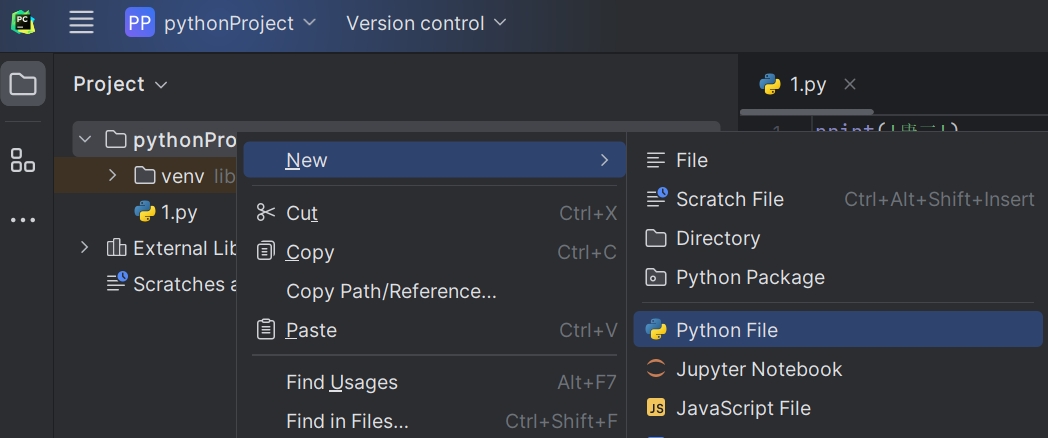 PC
PP pythonProject Version control
Project
1.py
pythonPro
1
venv lib
1.py
External Lib
Scratches a
New
Cut Ctrl+X
Copy Ctrl+C
Copy Path/Reference...
Paste Ctrl+V
Find Usages Alt+F7
Find in Files... Ctrl+Shift+F
File
Scratch File Ctrl+Alt+Shift+Insert
Directory
Python Package
Python File
Jupyter Notebook
JS JavaScript File